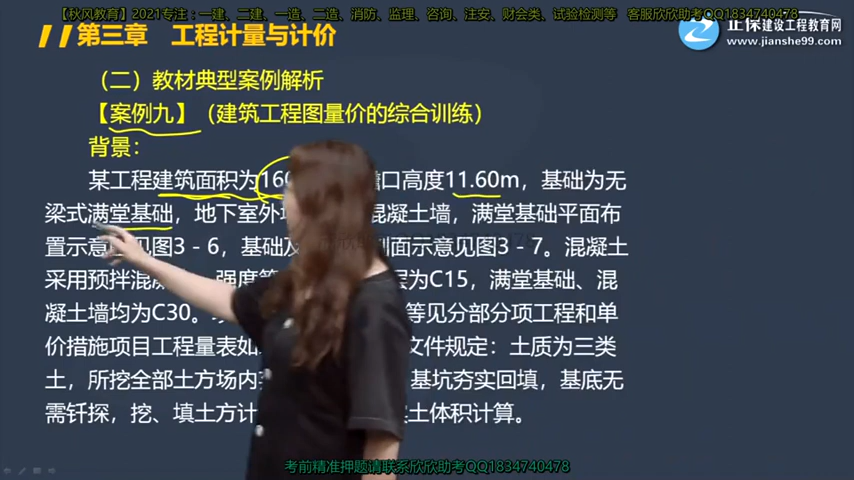 【秋风教育】2021专注：一建、二建、一造、二造、消防、监理、咨询、注安、财会类、试验检测等 客服欣欣助考QQ1834740478
第三章 工程计量与计价
正保建设工程教育网
www.jianshe99.com
（二）教材典型案例解析
【案例九】（建筑工程图量价的综合训练）
背景：
某工程建筑面积为160 口高度11.60m，基础为无
梁式满堂基础，地下室外 混凝土墙，满堂基础平面布
置示意 见图3－6，基础及 剖面示意见图3－7。混凝土
采用预拌混 强度等 层为C15，满堂基础、混
凝土墙均为C30。 等见分部分项工程和单
价措施项目工程量表如 文件规定：土质为三类
土，所挖全部土方场内 基坑夯实回填，基底无
需钎探，挖、填土方计 土体积计算。
考前精准押题请联系欣欣助考QQ1834740478